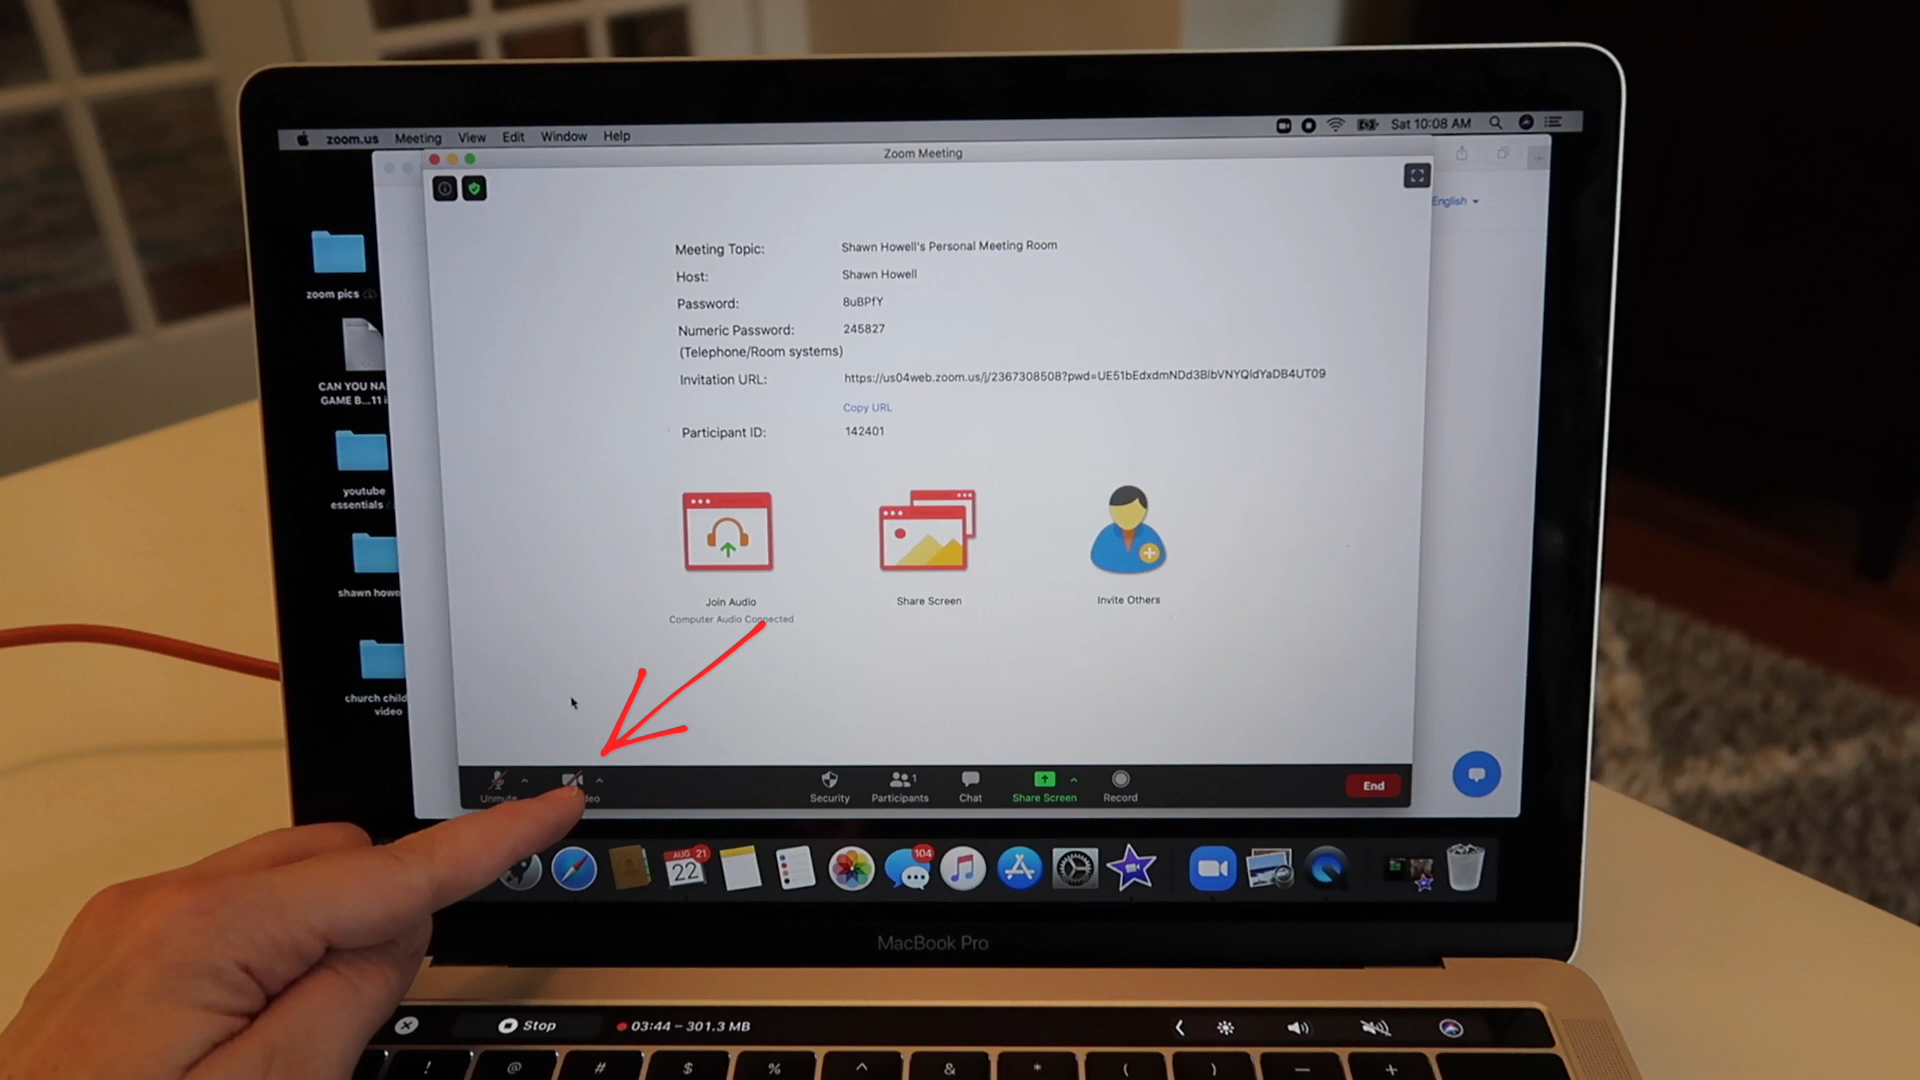 zoom.us Meeting View Edit Window Help
Sat 10:08 AM
Zoom Meeting
English
Meeting Topic: Shawn Howell's Personal Meeting Room
Host: Shawn Howell
Password: 8uBPfY
Numeric Password: 245827
(Telephone/Room systems)
Invitation URL: https://us04web.zoom.us/j/2367308508?pwd=UE51bEdxdmNDd3BlbVNYQldYaDB4UT09
Copy URL
Participant ID: 142401
Join Audio
Computer Audio Connected
Share Screen
Invite Others
zoom pics
CAN YOU NA
GAME B...11 i
youtube
essentials
shawn howe
church child
video
Unmute
eo
Security
1
Participants
Chat
Share Screen
Record
End
AUG 21
22
104
MacBook Pro
Stop
03:44 – 301.3 MB
! @ # $ % ^ & * ( ) — +